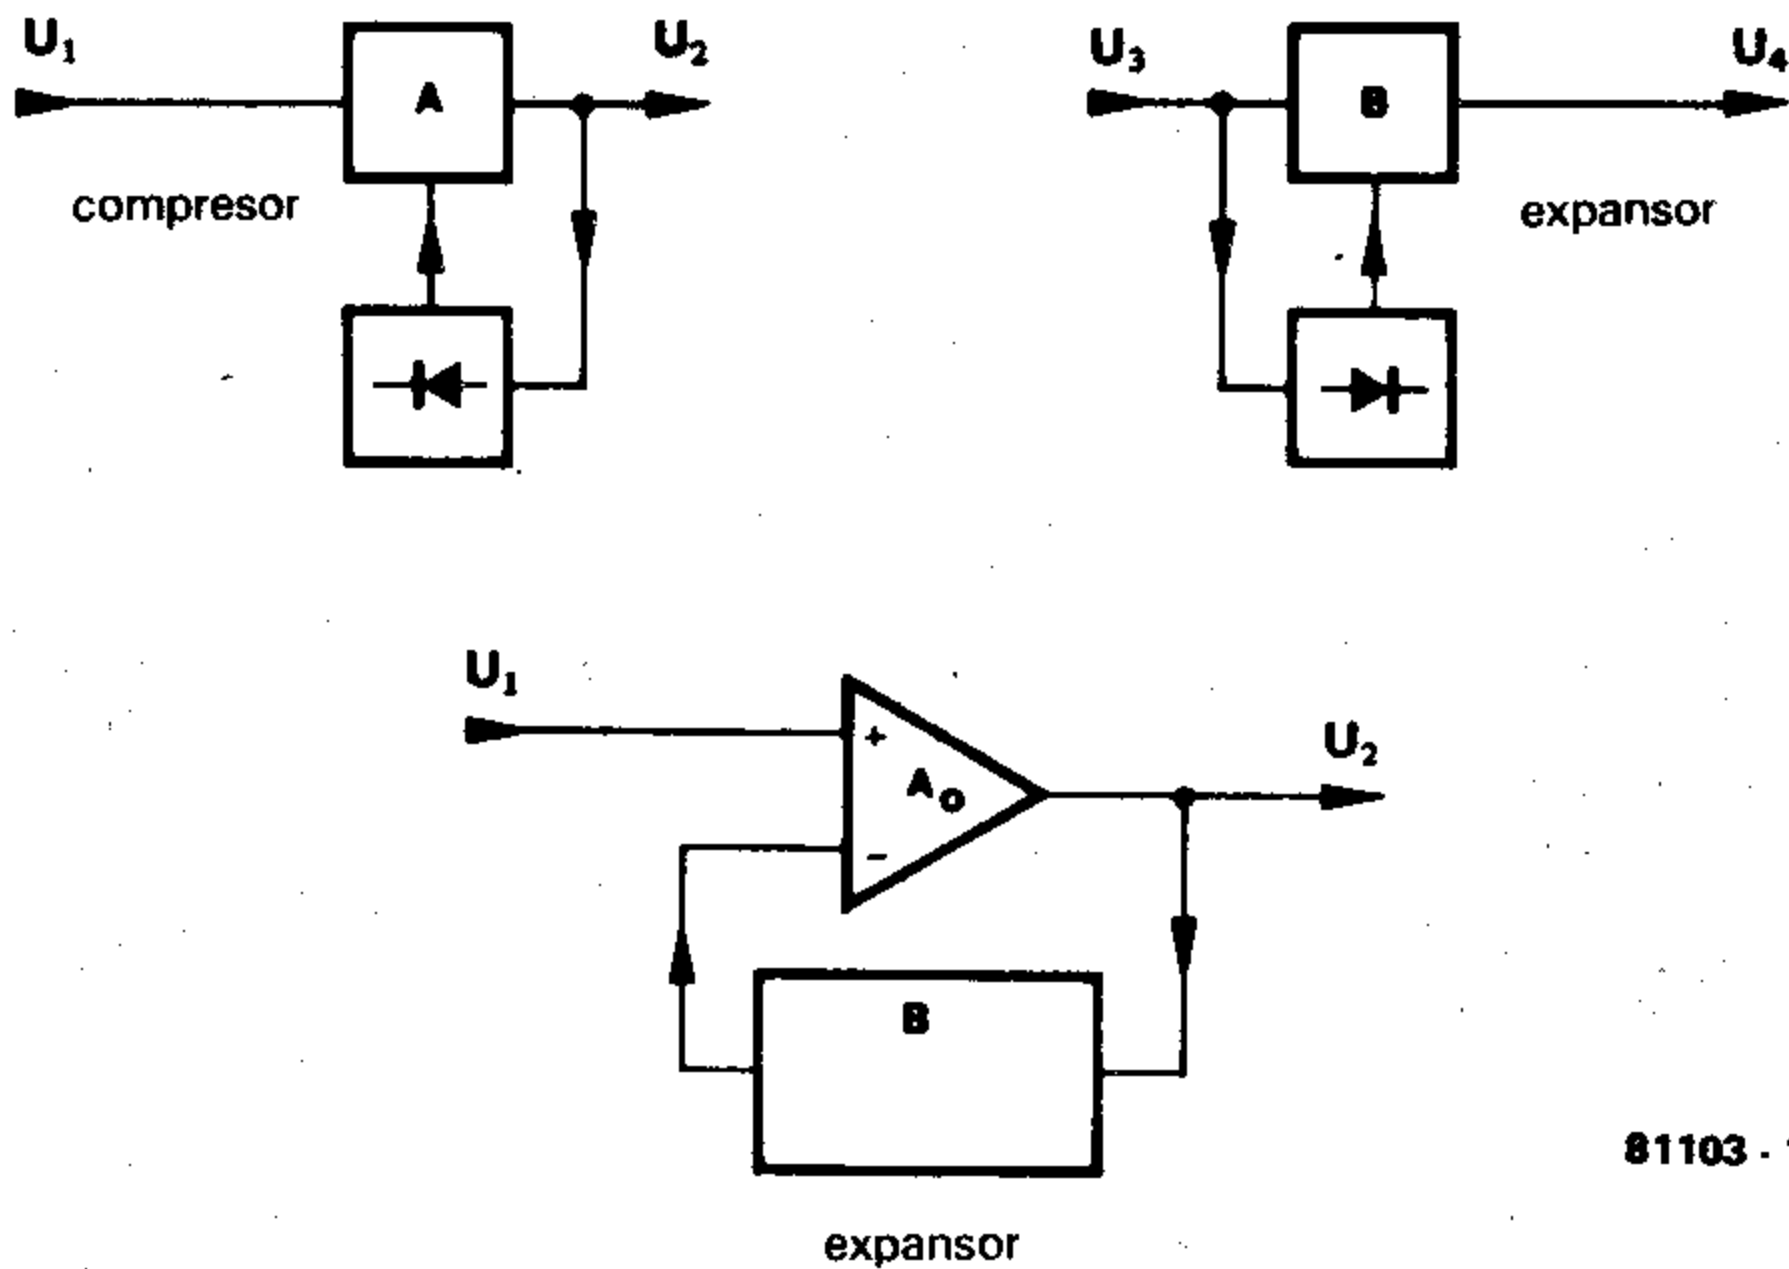 U₁
A
U₂
compresor
U₃
B
U₄
expansor
U₁
+
A₀
−
U₂
B
81103 -
expansor